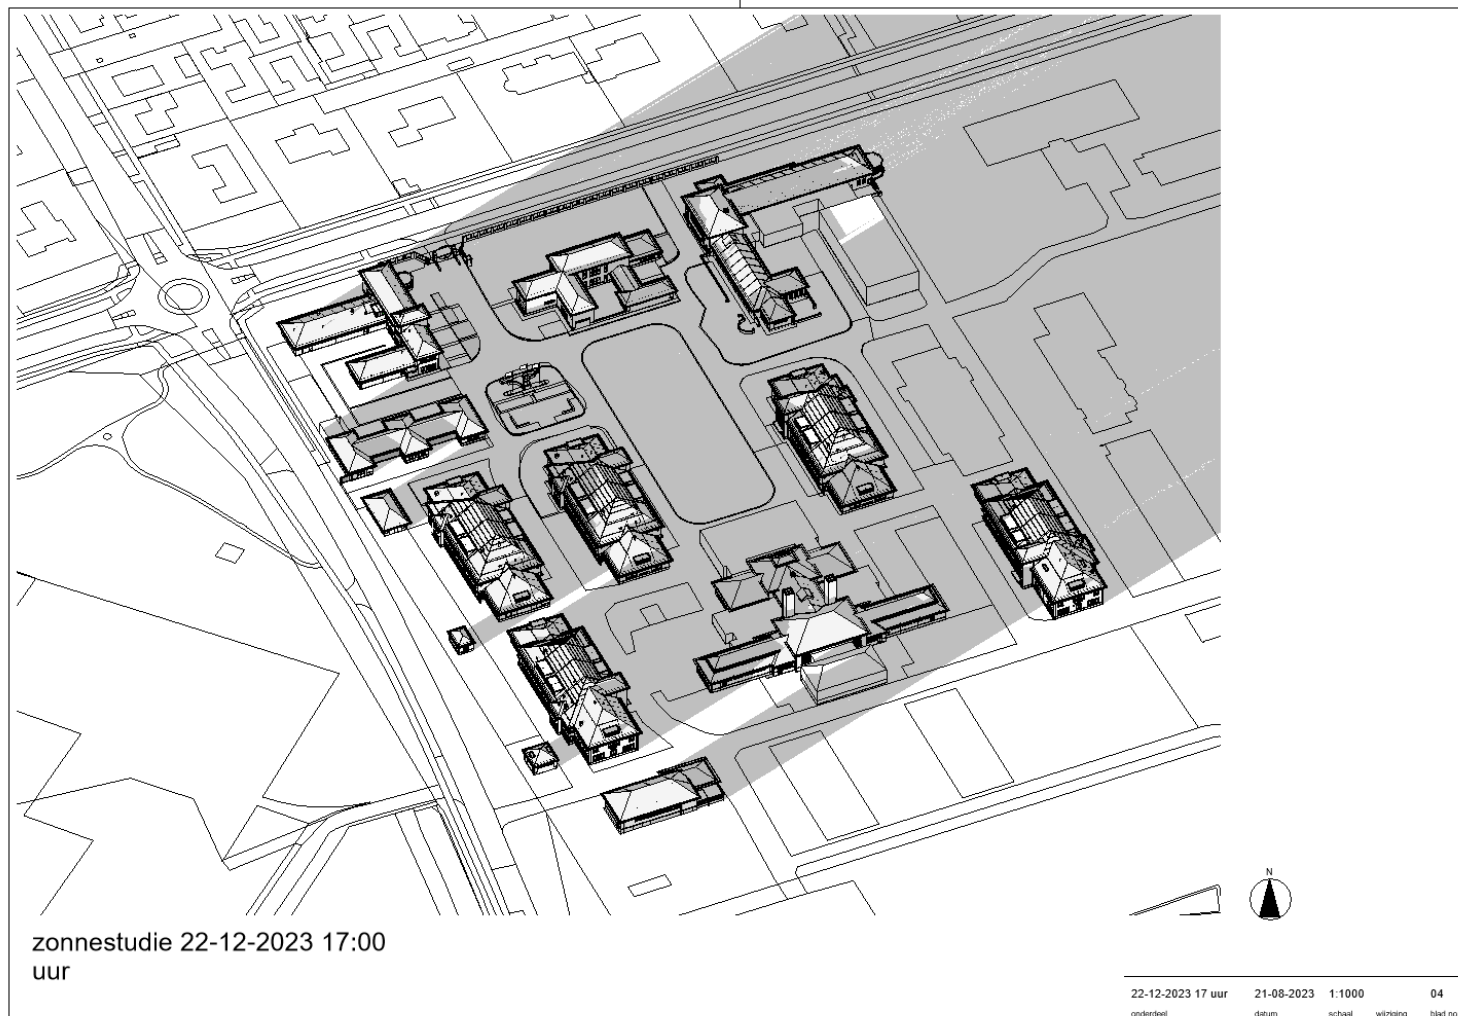 N
zonnestudie 22-12-2023 17:00
uur
22-12-2023 17 uur 21-08-2023 1:1000 04
onderdeel datum schaal wijziging blad no